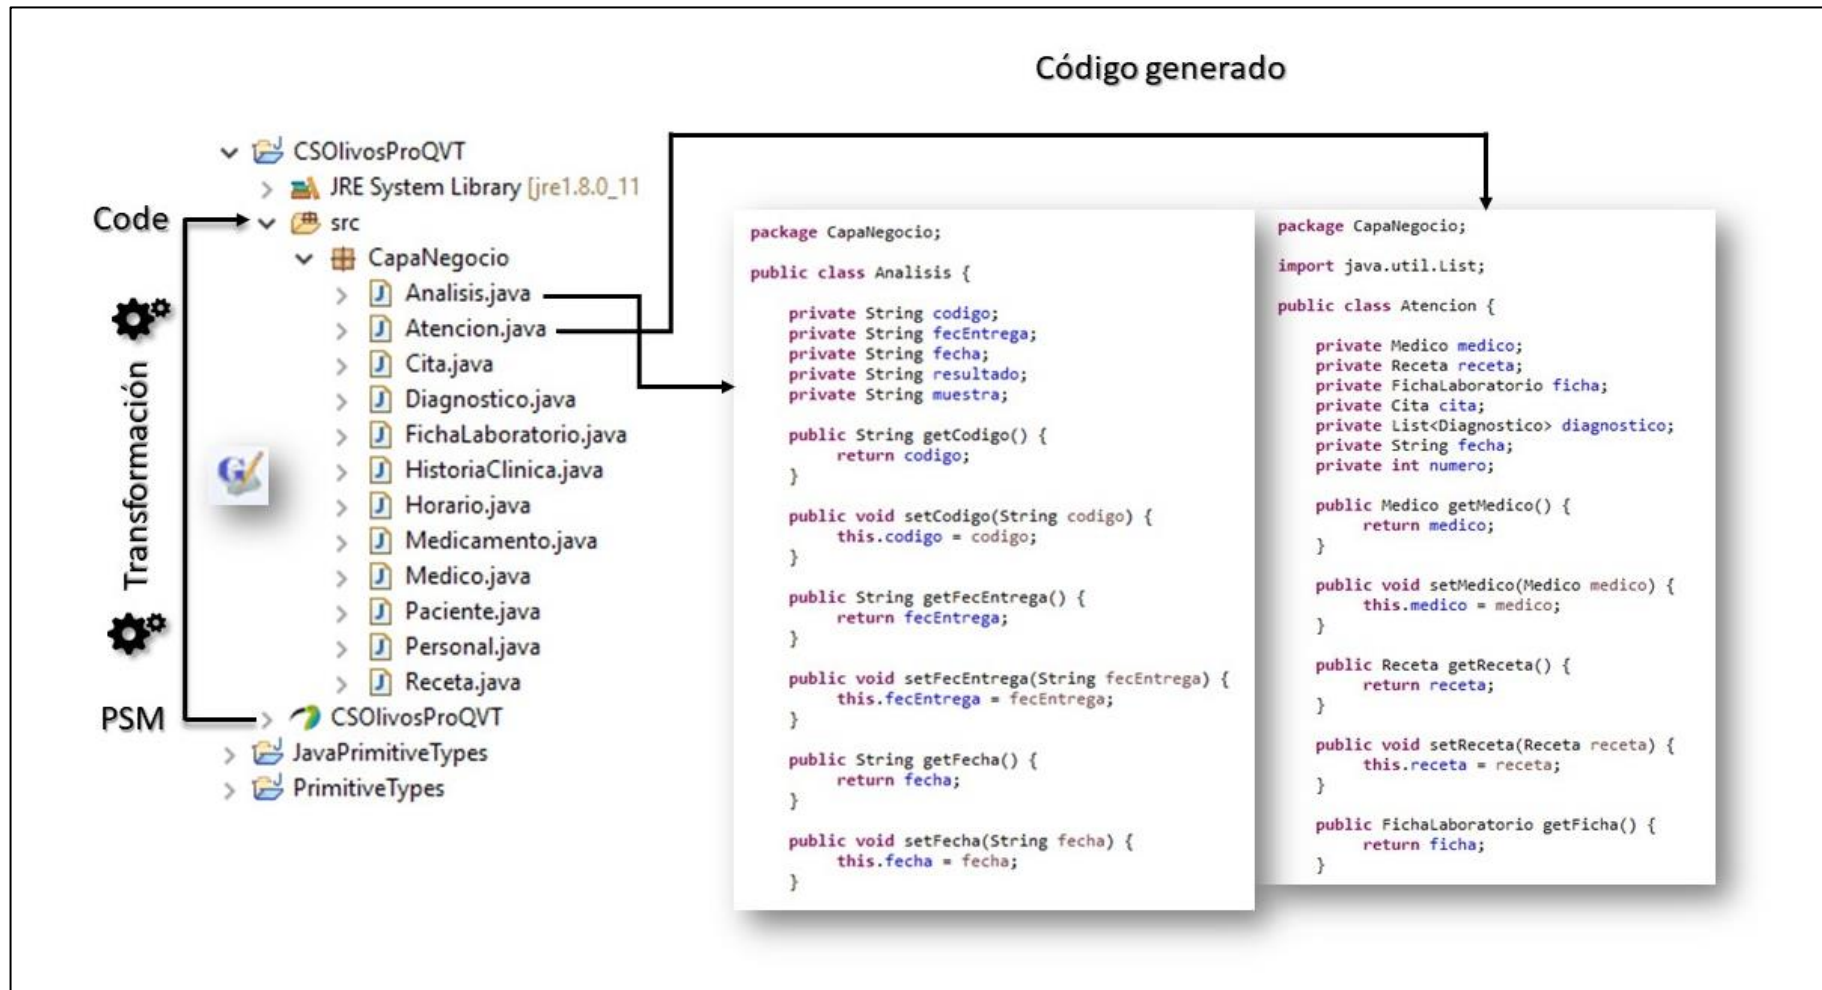 Código generado
CSOlivosProQVT
JRE System Library [jre1.8.0_11
Code
src
CapaNegocio
Analisis.java
Atencion.java
Cita.java
Diagnostico.java
FichaLaboratorio.java
HistoriaClinica.java
Horario.java
Medicamento.java
Medico.java
Paciente.java
Personal.java
Receta.java
Transformación
PSM
CSOlivosProQVT
JavaPrimitiveTypes
PrimitiveTypes
package CapaNegocio;
public class Analisis {
private String codigo;
private String fecEntrega;
private String fecha;
private String resultado;
private String muestra;
public String getCodigo() {
return codigo;
}
public void setCodigo(String codigo) {
this.codigo = codigo;
}
public String getFecEntrega() {
return fecEntrega;
}
public void setFecEntrega(String fecEntrega) {
this.fecEntrega = fecEntrega;
}
public String getFecha() {
return fecha;
}
public void setFecha(String fecha) {
this.fecha = fecha;
}
package CapaNegocio;
import java.util.List;
public class Atencion {
private Medico medico;
private Receta receta;
private FichaLaboratorio ficha;
private Cita cita;
private List<Diagnostico> diagnostico;
private String fecha;
private int numero;
public Medico getMedico() {
return medico;
}
public void setMedico(Medico medico) {
this.medico = medico;
}
public Receta getReceta() {
return receta;
}
public void setReceta(Receta receta) {
this.receta = receta;
}
public FichaLaboratorio getFicha() {
return ficha;
}